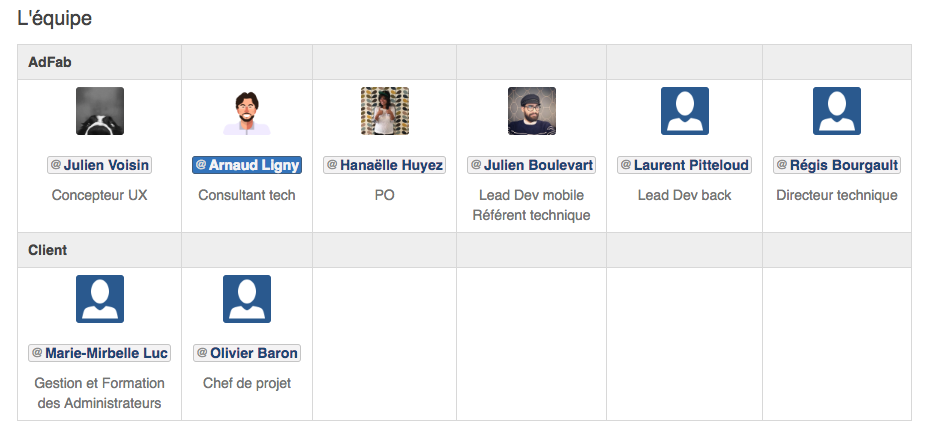 L'équipe
AdFab
@ Julien Voisin
@ Arnaud Ligny
@ Hanaëlle Huyez
@ Julien Boulevart
@ Laurent Pitteloud
@ Régis Bourgault
Concepteur UX
Consultant tech
PO
Lead Dev mobile
Référent technique
Lead Dev back
Directeur technique
Client
@ Marie-Mirbelle Luc
@ Olivier Baron
Gestion et Formation
des Administrateurs
Chef de projet